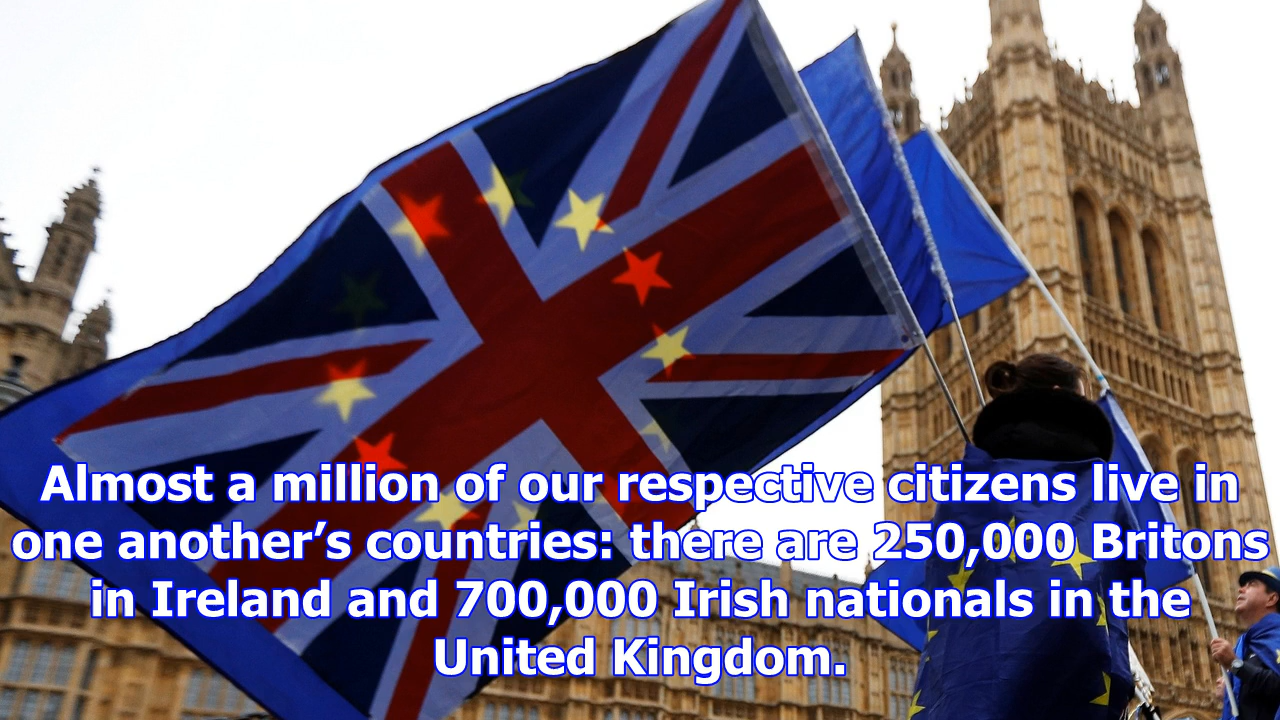 Almost a million of our respective citizens live in
one another’s countries: there are 250,000 Britons
in Ireland and 700,000 Irish nationals in the
United Kingdom.